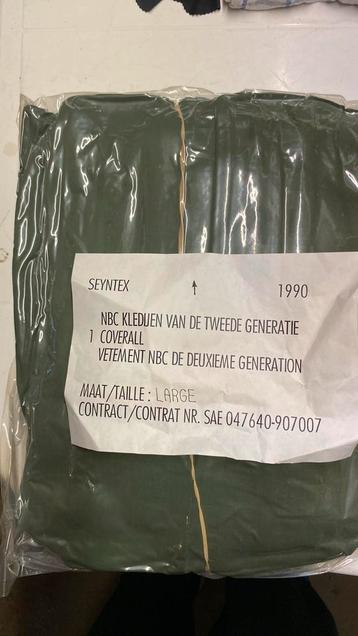 SEYNTEX ↑ 1990
NBC KLEDIJEN VAN DE TWEEDE GENERATIE
1 COVERALL
VETEMENT NBC DE DEUXIEME GENERATION
MAAT/TAILLE : LARGE
CONTRACT/CONTRAT NR. SAE 047640-907007